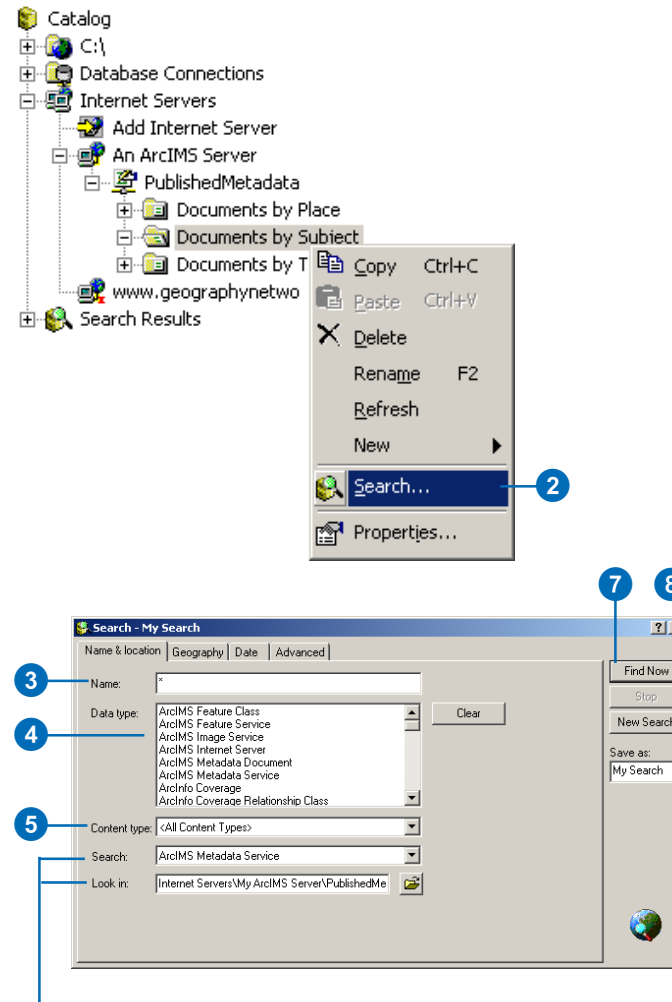 Catalog
C:\
Database Connections
Internet Servers
Add Internet Server
An ArcIMS Server
PublishedMetadata
Documents by Place
Documents by Subject
Documents by T
www.geographynetwo
Search Results
Copy Ctrl+C
Paste Ctrl+V
Delete
Rename F2
Refresh
New
Search...
2
Properties...
7
8
Search - My Search
?
Name & location Geography Date Advanced
3
Name: *
Find Now
4
Data type:
ArcIMS Feature Class
ArcIMS Feature Service
ArcIMS Image Service
ArcIMS Internet Server
ArcIMS Metadata Document
ArcIMS Metadata Service
ArcInfo Coverage
ArcInfo Coverage Relationship Class
Clear
Stop
New Search
Save as:
My Search
5
Content type: <All Content Types>
Search: ArcIMS Metadata Service
Look in: Internet Servers\My ArcIMS Server\PublishedMe